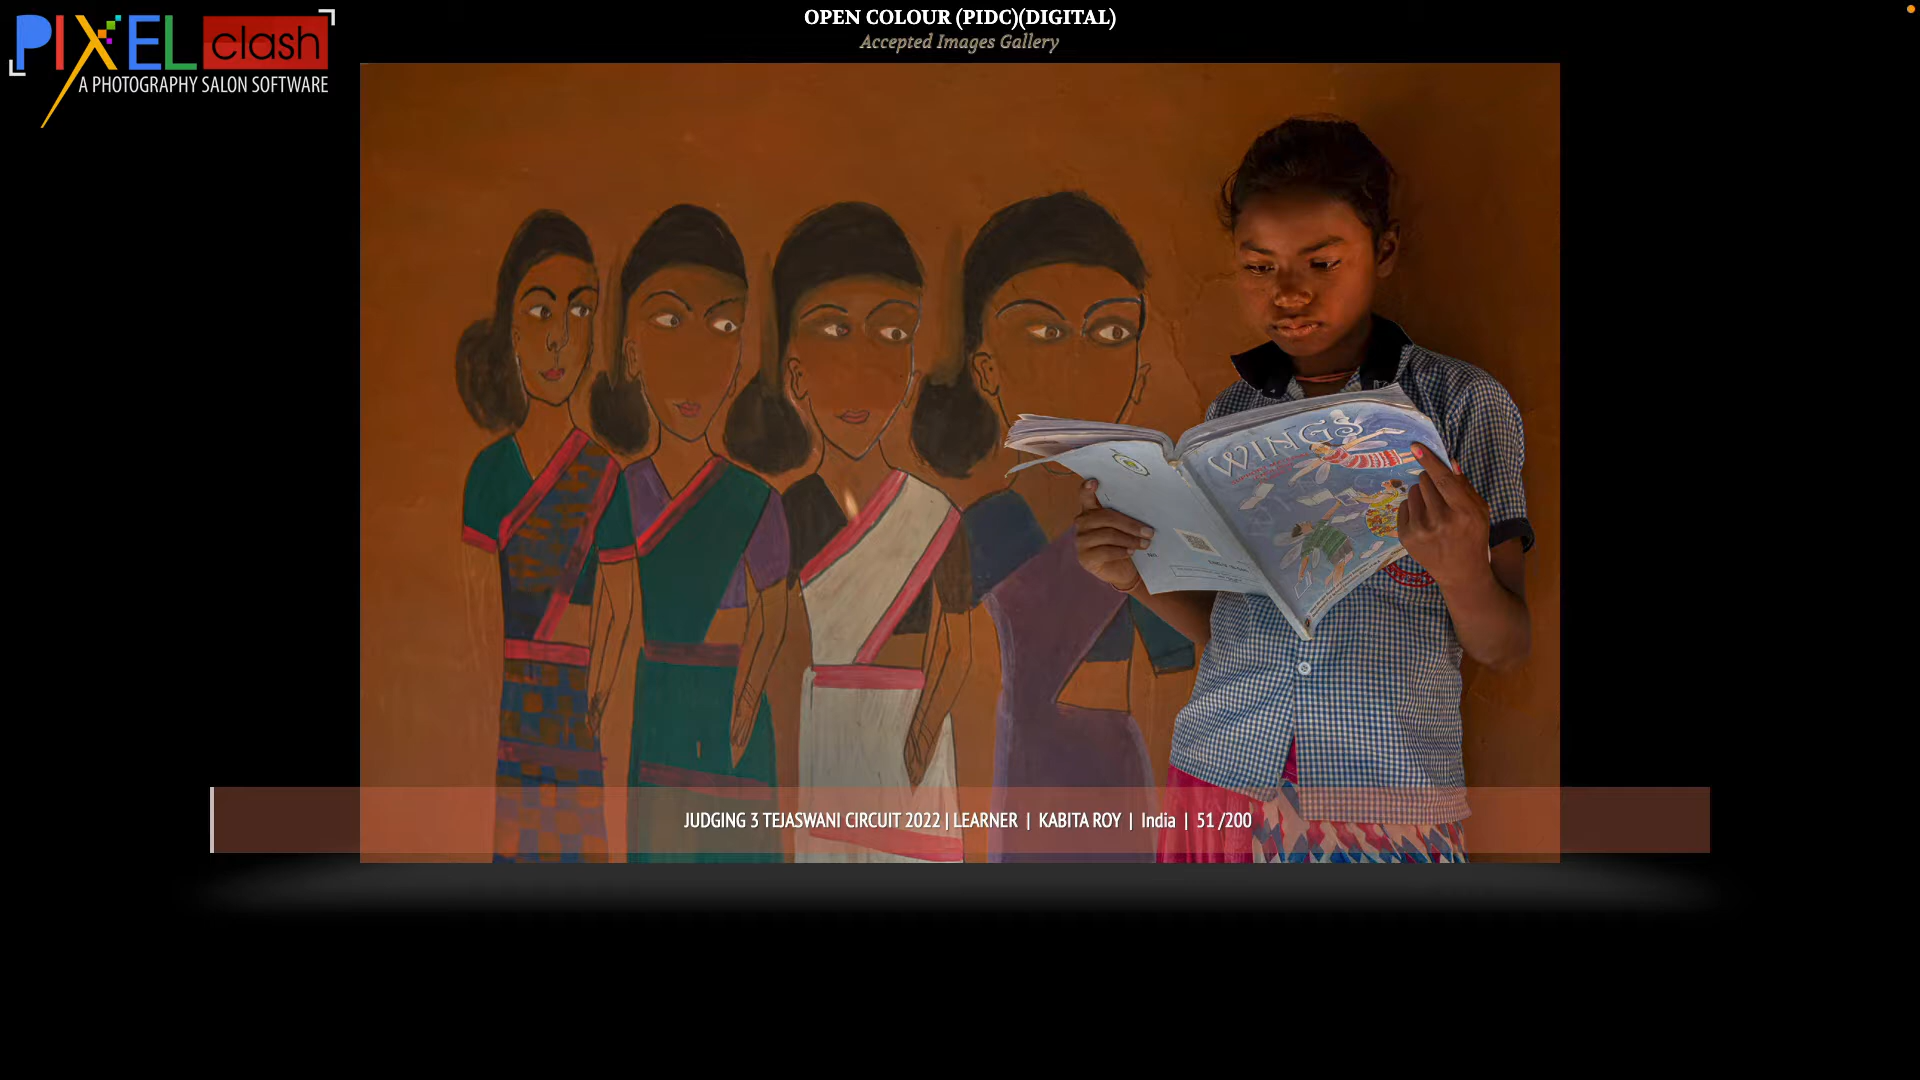 PIXEL clash
A PHOTOGRAPHY SALON SOFTWARE
OPEN COLOUR (PIDC)(DIGITAL)
Accepted Images Gallery
WINGS
JUDGING 3 TEJASWANI CIRCUIT 2022 | LEARNER | KABITA ROY | India | 51 /200